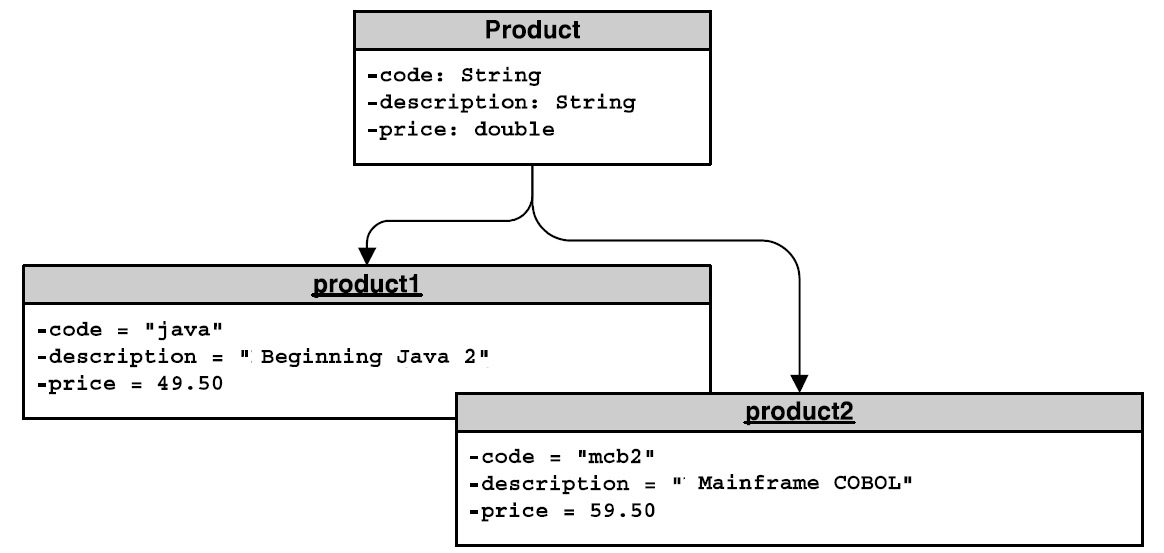 Product
-code: String
-description: String
-price: double
product1
-code = "java"
-description = " Beginning Java 2"
-price = 49.50
product2
-code = "mcb2"
-description = " Mainframe COBOL"
-price = 59.50